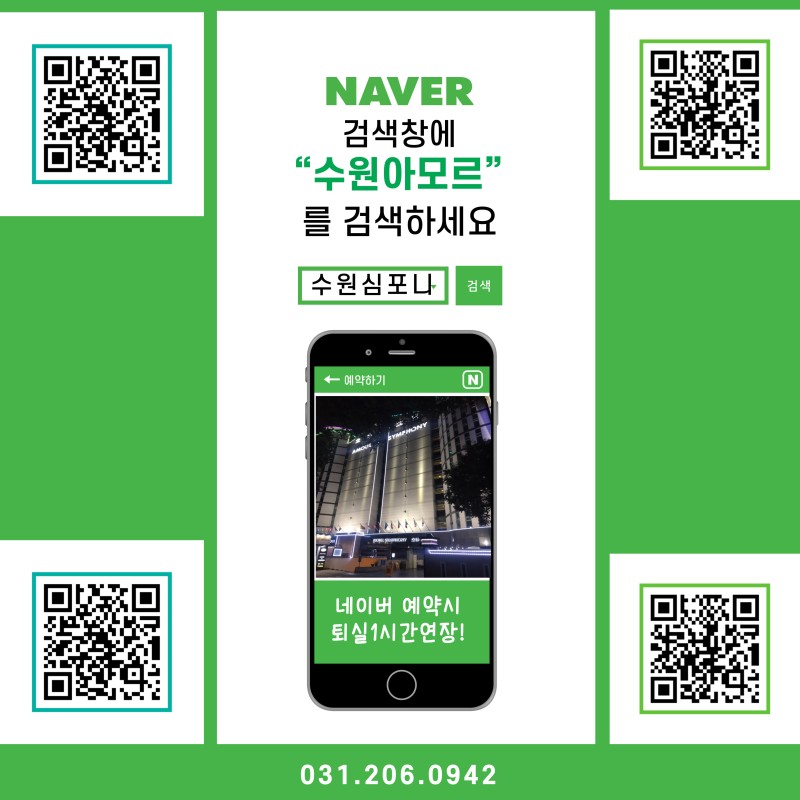 NAVER
검색창에
“수원아모르”
를 검색하세요
수원심포니
검색
예약하기
N
AMOUR SYMPHONY
네이버 예약시
퇴실1시간연장!
031.206.0942